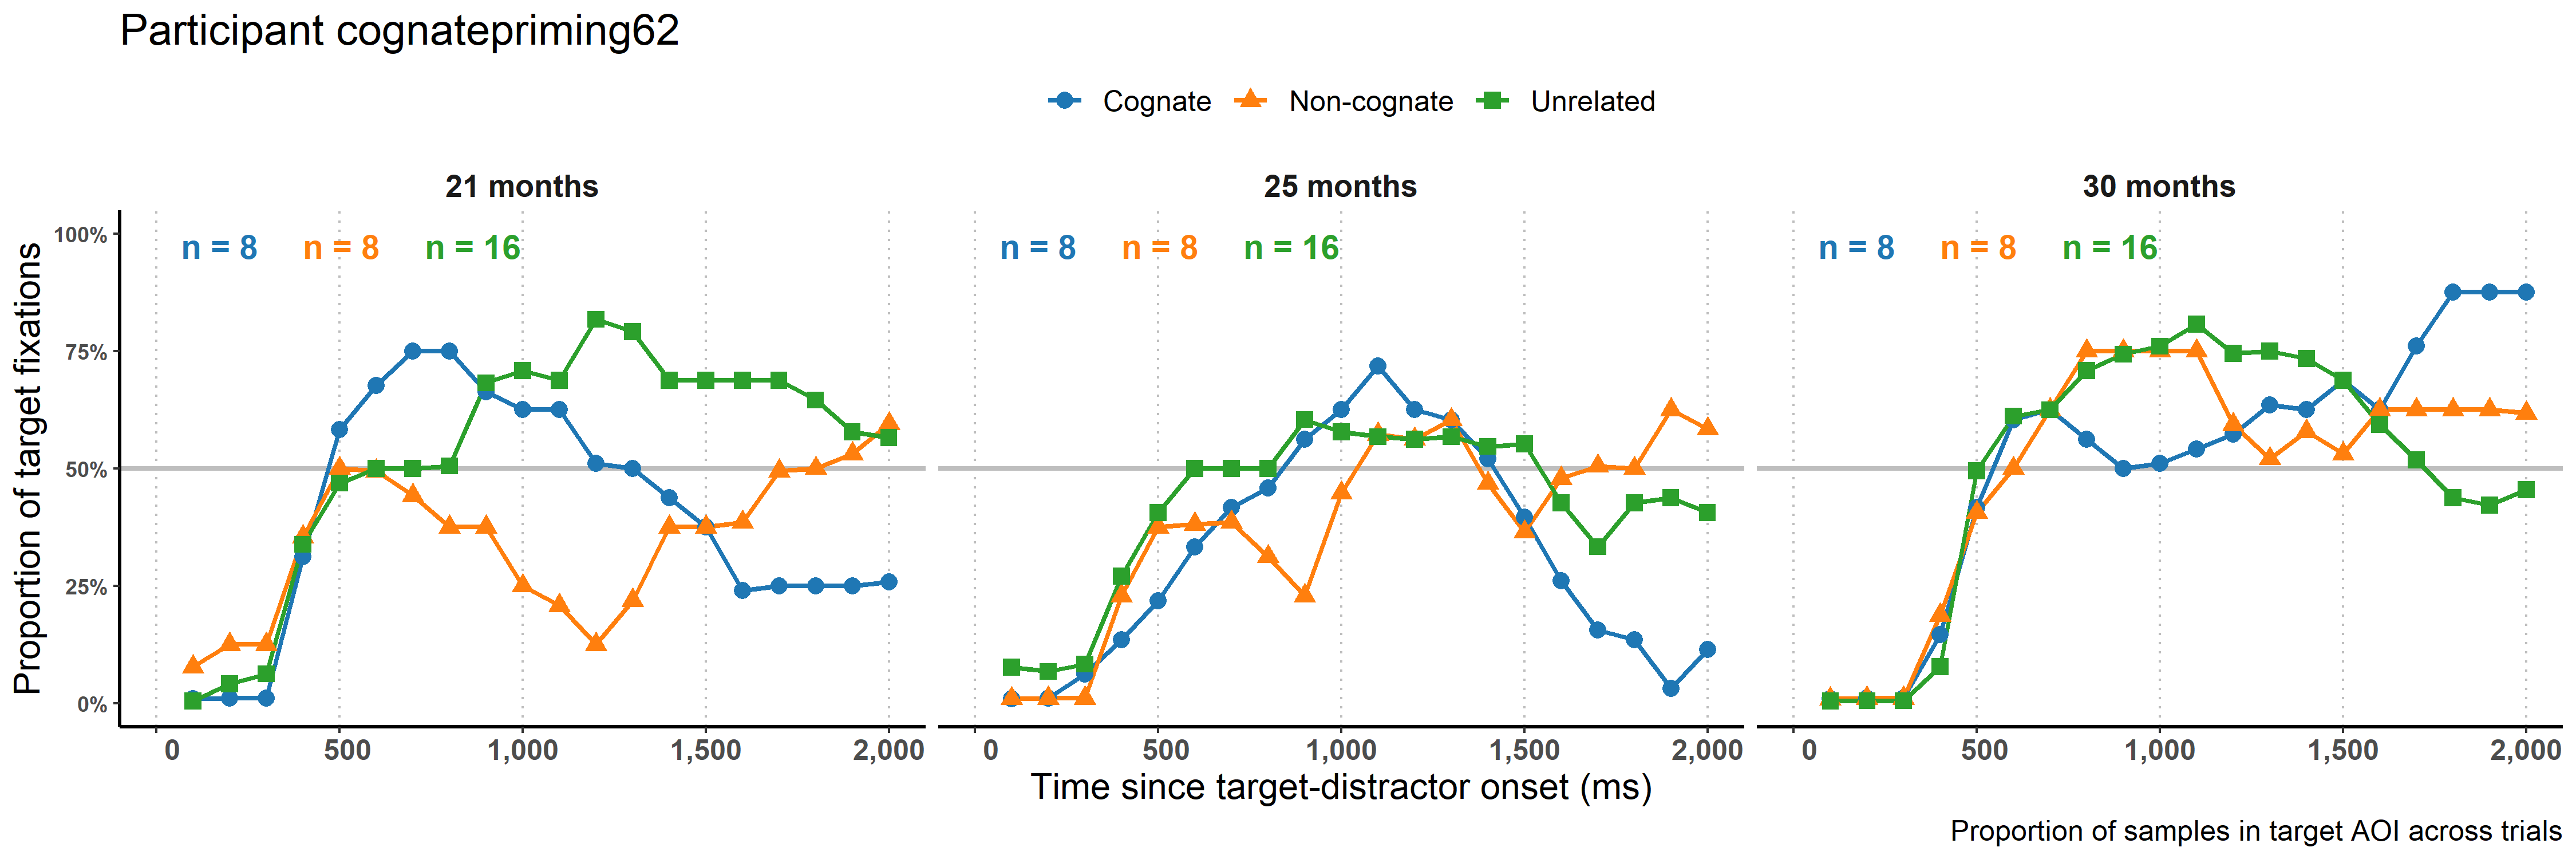 Participant cognatepriming62
Cognate Non-cognate Unrelated
21 months 25 months 30 months
n = 8 n = 8 n = 16 n = 8 n = 8 n = 16 n = 8 n = 8 n = 16
100%
75%
50%
25%
0%
Proportion of target fixations
0 500 1,000 1,500 2,000 0 500 1,000 1,500 2,000 0 500 1,000 1,500 2,000
Time since target-distractor onset (ms)
Proportion of samples in target AOI across trials